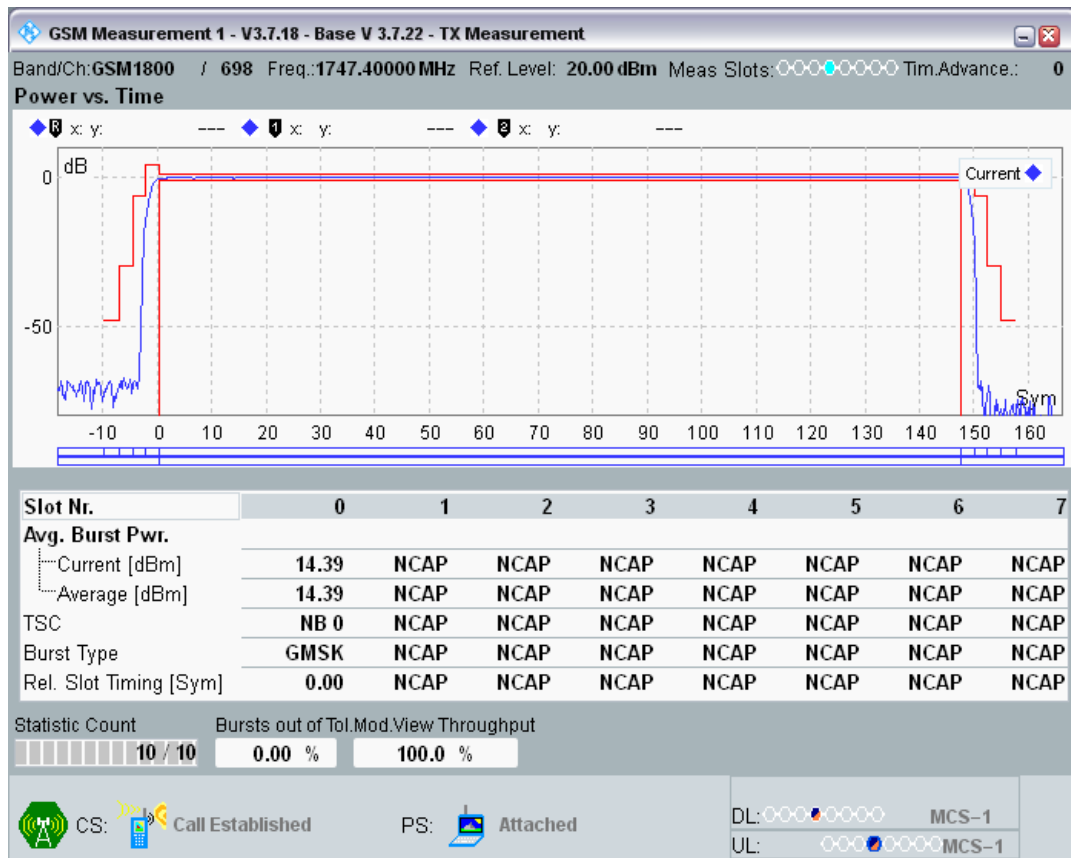 GSM Measurement 1 - V3.7.18 - Base V 3.7.22 - TX Measurement
Band/Ch:GSM1800 / 698 Freq.:1747.40000 MHz Ref. Level: 20.00 dBm Meas Slots: Tim.Advance.: 0
Power vs. Time
R x: y: --- 1 x: y: --- 2 x: y: ---
dB
Current
0
-50
Sym
-10 0 10 20 30 40 50 60 70 80 90 100 110 120 130 140 150 160
Slot Nr. 0 1 2 3 4 5 6 7
Avg. Burst Pwr.
Current [dBm] 14.39 NCAP NCAP NCAP NCAP NCAP NCAP NCAP
Average [dBm] 14.39 NCAP NCAP NCAP NCAP NCAP NCAP NCAP
TSC NB 0 NCAP NCAP NCAP NCAP NCAP NCAP NCAP
Burst Type GMSK NCAP NCAP NCAP NCAP NCAP NCAP NCAP
Rel. Slot Timing [Sym] 0.00 NCAP NCAP NCAP NCAP NCAP NCAP NCAP
Statistic Count Bursts out of Tol.Mod.View Throughput
10 / 10 0.00 % 100.0 %
CS: Call Established PS: Attached
DL: MCS-1
UL: MCS-1